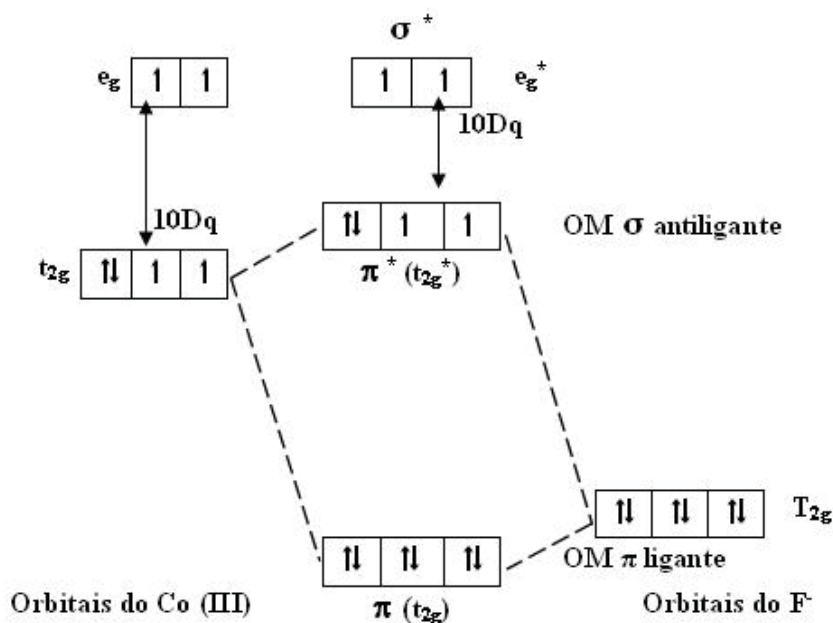 σ *
e_g
e_g*
10Dq
10Dq
OM σ antiligante
t_2g
π* (t_2g*)
T_2g
OM π ligante
Orbitais do Co (III)
π (t_2g)
Orbitais do F⁻